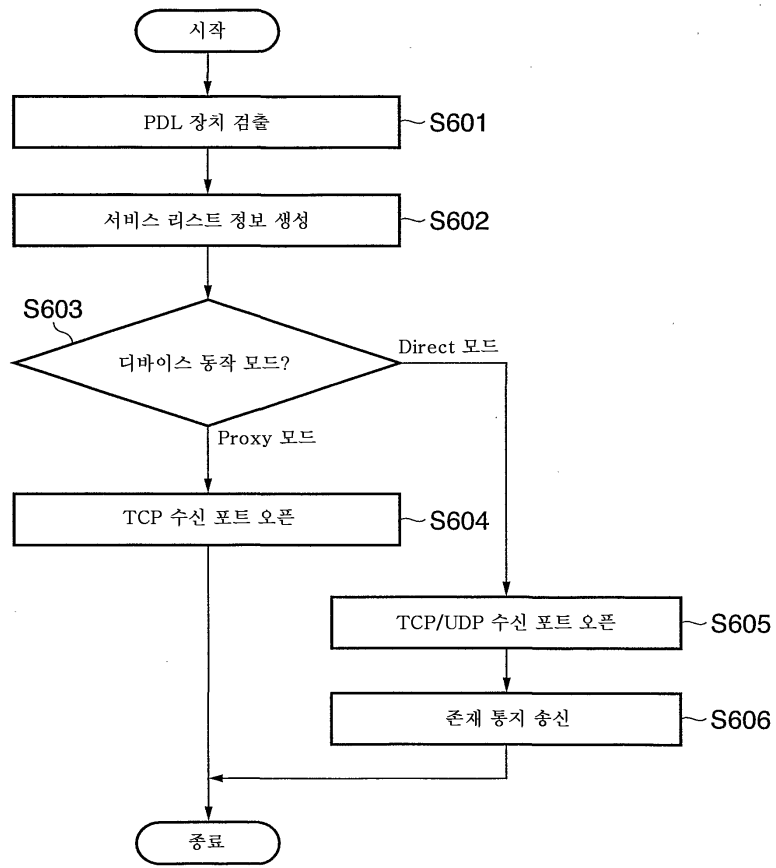 시작
PDL 장치 검출
S601
서비스 리스트 정보 생성
S602
S603
디바이스 동작 모드?
Direct 모드
Proxy 모드
TCP 수신 포트 오픈
S604
TCP/UDP 수신 포트 오픈
S605
존재 통지 송신
S606
종료